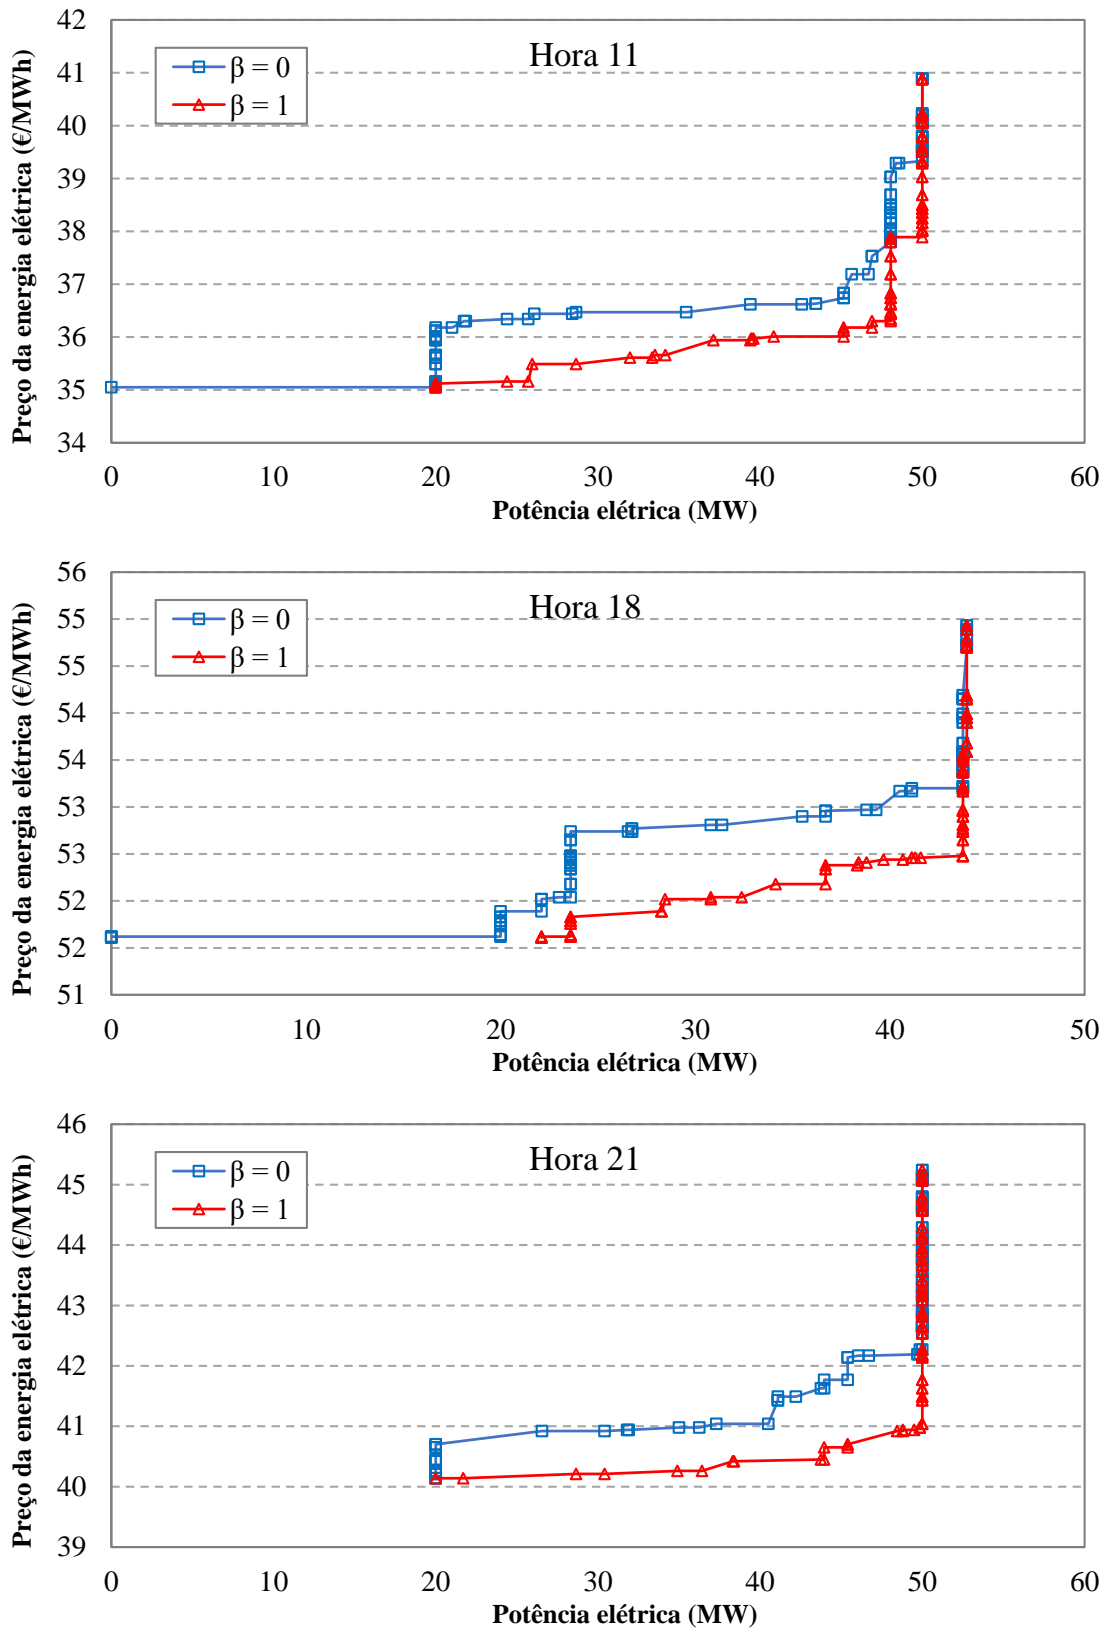 Hora 11
β = 0
β = 1
Preço da energia elétrica (€/MWh)
42
41
40
39
38
37
36
35
34
0 10 20 30 40 50 60
Potência elétrica (MW)
Hora 18
β = 0
β = 1
Preço da energia elétrica (€/MWh)
56
55
55
54
54
53
53
52
52
51
0 10 20 30 40 50
Potência elétrica (MW)
Hora 21
β = 0
β = 1
Preço da energia elétrica (€/MWh)
46
45
44
43
42
41
40
39
0 10 20 30 40 50 60
Potência elétrica (MW)